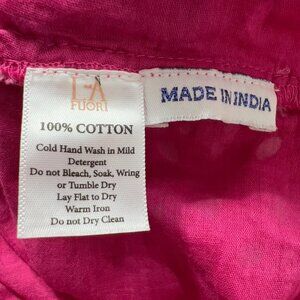 FUORI
100% COTTON
Cold Hand Wash in Mild
Detergent
Do not Bleach, Soak, Wring
or Tumble Dry
Lay Flat to Dry
Warm Iron
Do not Dry Clean
MADE IN INDIA